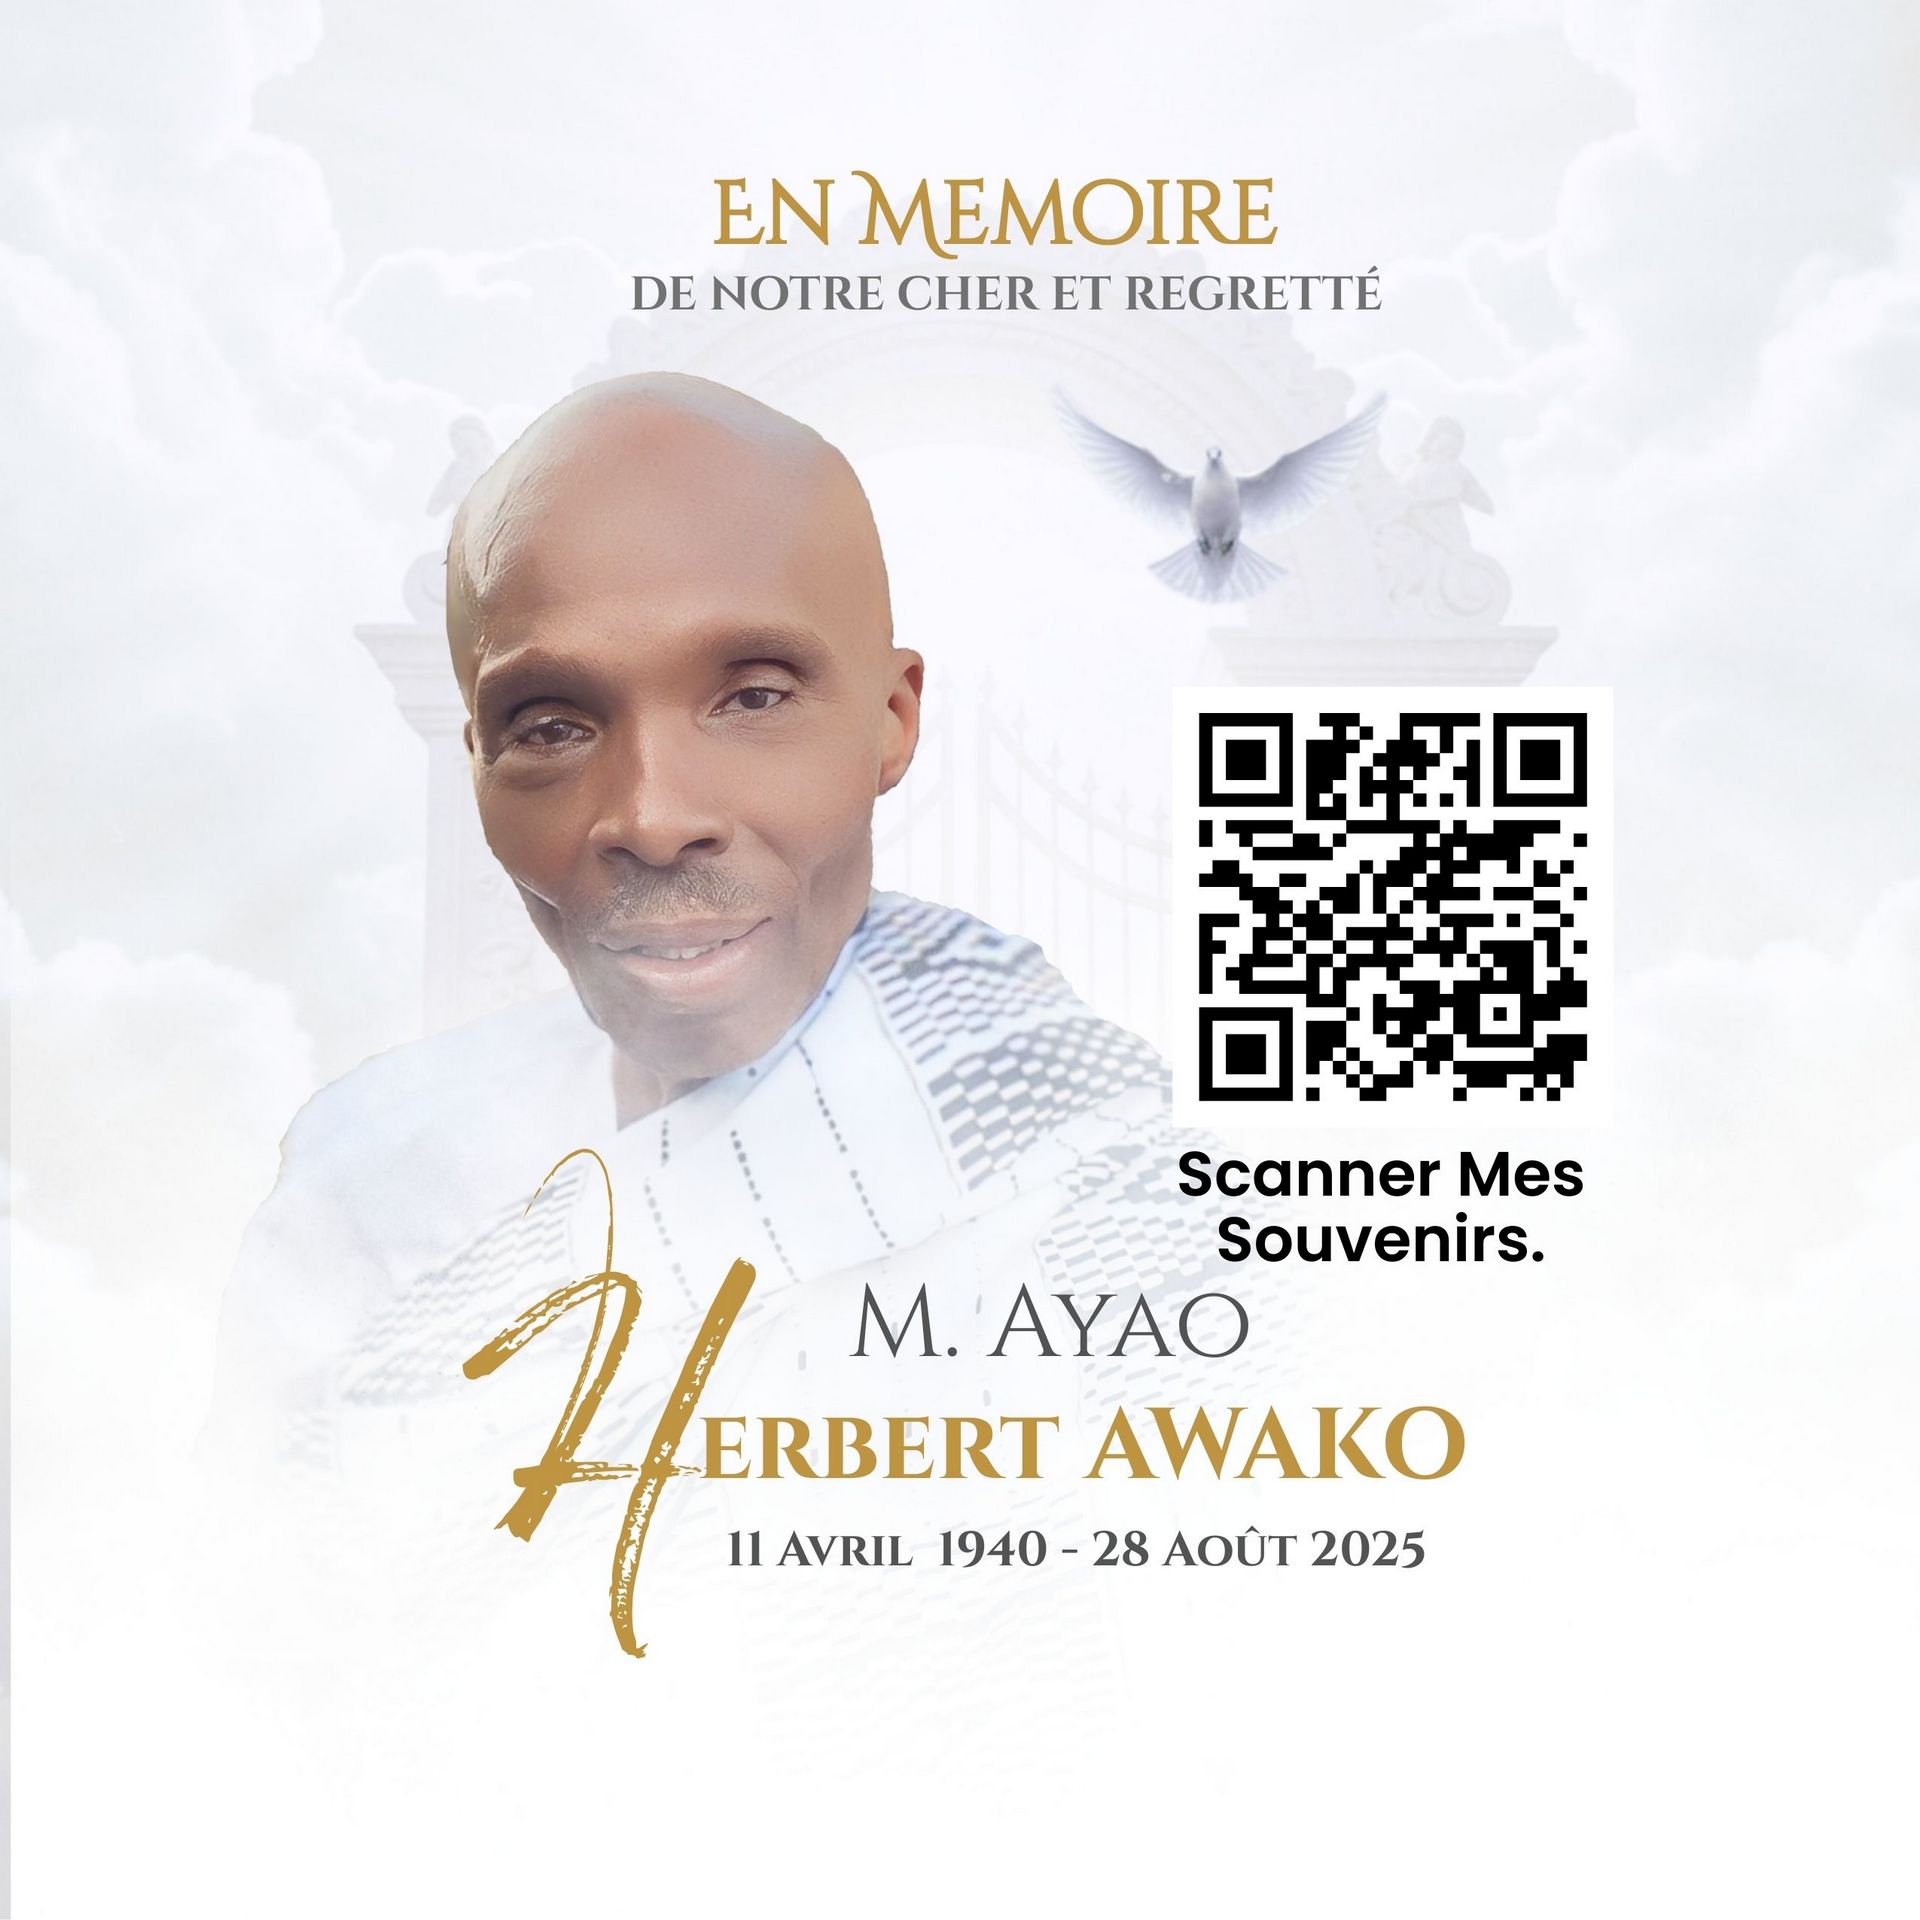 EN MEMOIRE
DE NOTRE CHER ET REGRETTÉ
Scanner Mes
Souvenirs.
M. AYAO
HERBERT AWAKO
11 AVRIL 1940 - 28 AOÛT 2025